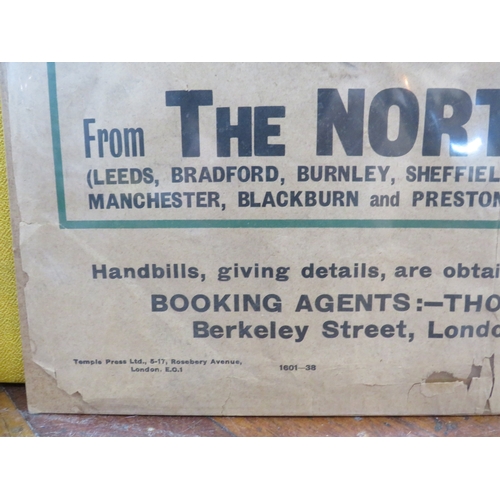 From THE NORT
(LEEDS, BRADFORD, BURNLEY, SHEFFIEL
MANCHESTER, BLACKBURN and PRESTON
Handbills, giving details, are obtai
BOOKING AGENTS:—THO
Berkeley Street, Londo
Temple Press Ltd., 5-17, Rosebery Avenue,
London. E.C.1
1601—38